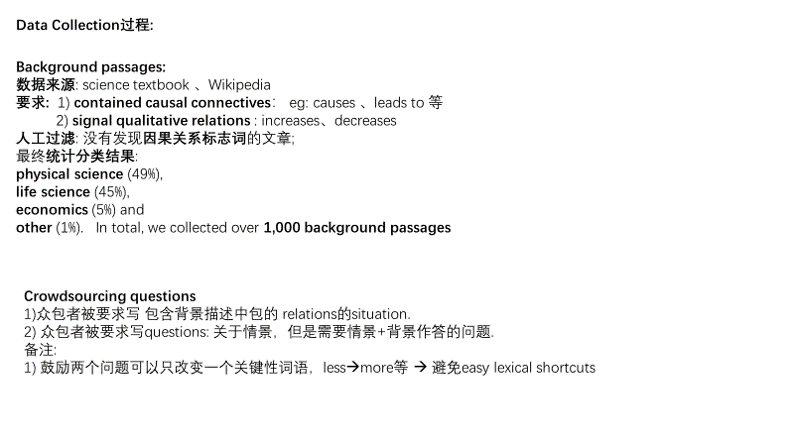 Data Collection过程:
Background passages:
数据来源: science textbook 、Wikipedia
要求: 1) contained causal connectives： eg: causes 、leads to 等
2) signal qualitative relations : increases、decreases
人工过滤: 没有发现因果关系标志词的文章;
最终统计分类结果:
physical science (49%),
life science (45%),
economics (5%) and
other (1%). In total, we collected over 1,000 background passages
Crowdsourcing questions
1)众包者被要求写 包含背景描述中包的 relations的situation.
2) 众包者被要求写questions: 关于情景，但是需要情景+背景作答的问题.
备注:
1) 鼓励两个问题可以只改变一个关键性词语，less→more等 → 避免easy lexical shortcuts